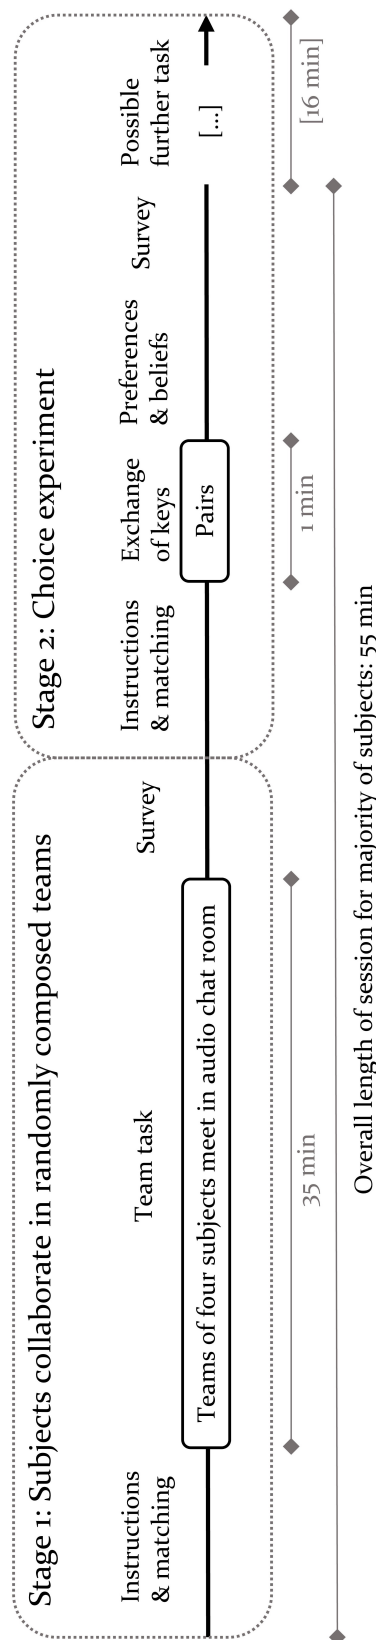 Stage 1: Subjects collaborate in randomly composed teams
Instructions
& matching
Team task
Survey
Teams of four subjects meet in audio chat room
35 min
Stage 2: Choice experiment
Instructions
& matching
Exchange
of keys
Preferences
& beliefs
Survey
Possible
further task
Pairs
[...]
1 min
[16 min]
Overall length of session for majority of subjects: 55 min